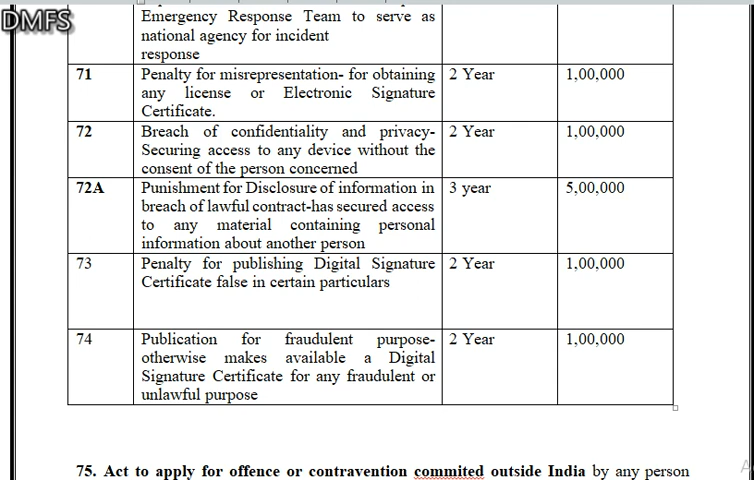 DMFS
Emergency Response Team to serve as
national agency for incident
response
71 Penalty for misrepresentation- for obtaining 2 Year 1,00,000
any license or Electronic Signature
Certificate.
72 Breach of confidentiality and privacy- 2 Year 1,00,000
Securing access to any device without the
consent of the person concerned
72A Punishment for Disclosure of information in 3 year 5,00,000
breach of lawful contract-has secured access
to any material containing personal
information about another person
73 Penalty for publishing Digital Signature 2 Year 1,00,000
Certificate false in certain particulars
74 Publication for fraudulent purpose- 2 Year 1,00,000
otherwise makes available a Digital
Signature Certificate for any fraudulent or
unlawful purpose
75. Act to apply for offence or contravention commited outside India by any person